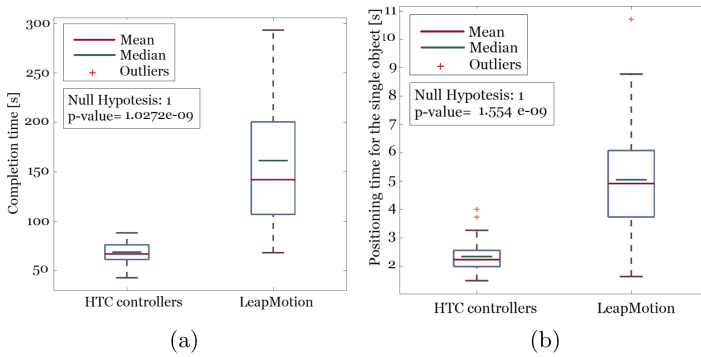 Completion time [s]
300
250
200
150
100
50
Mean
Median
Outliers
Null Hypotesis: 1
p-value= 1.0272e-09
HTC controllers
LeapMotion
(a)
Positioning time for the single object [s]
11
10
9
8
7
6
5
4
3
2
Mean
Median
Outliers
Null Hypothesis: 1
p-value= 1.554 e-09
HTC controllers
LeapMotion
(b)